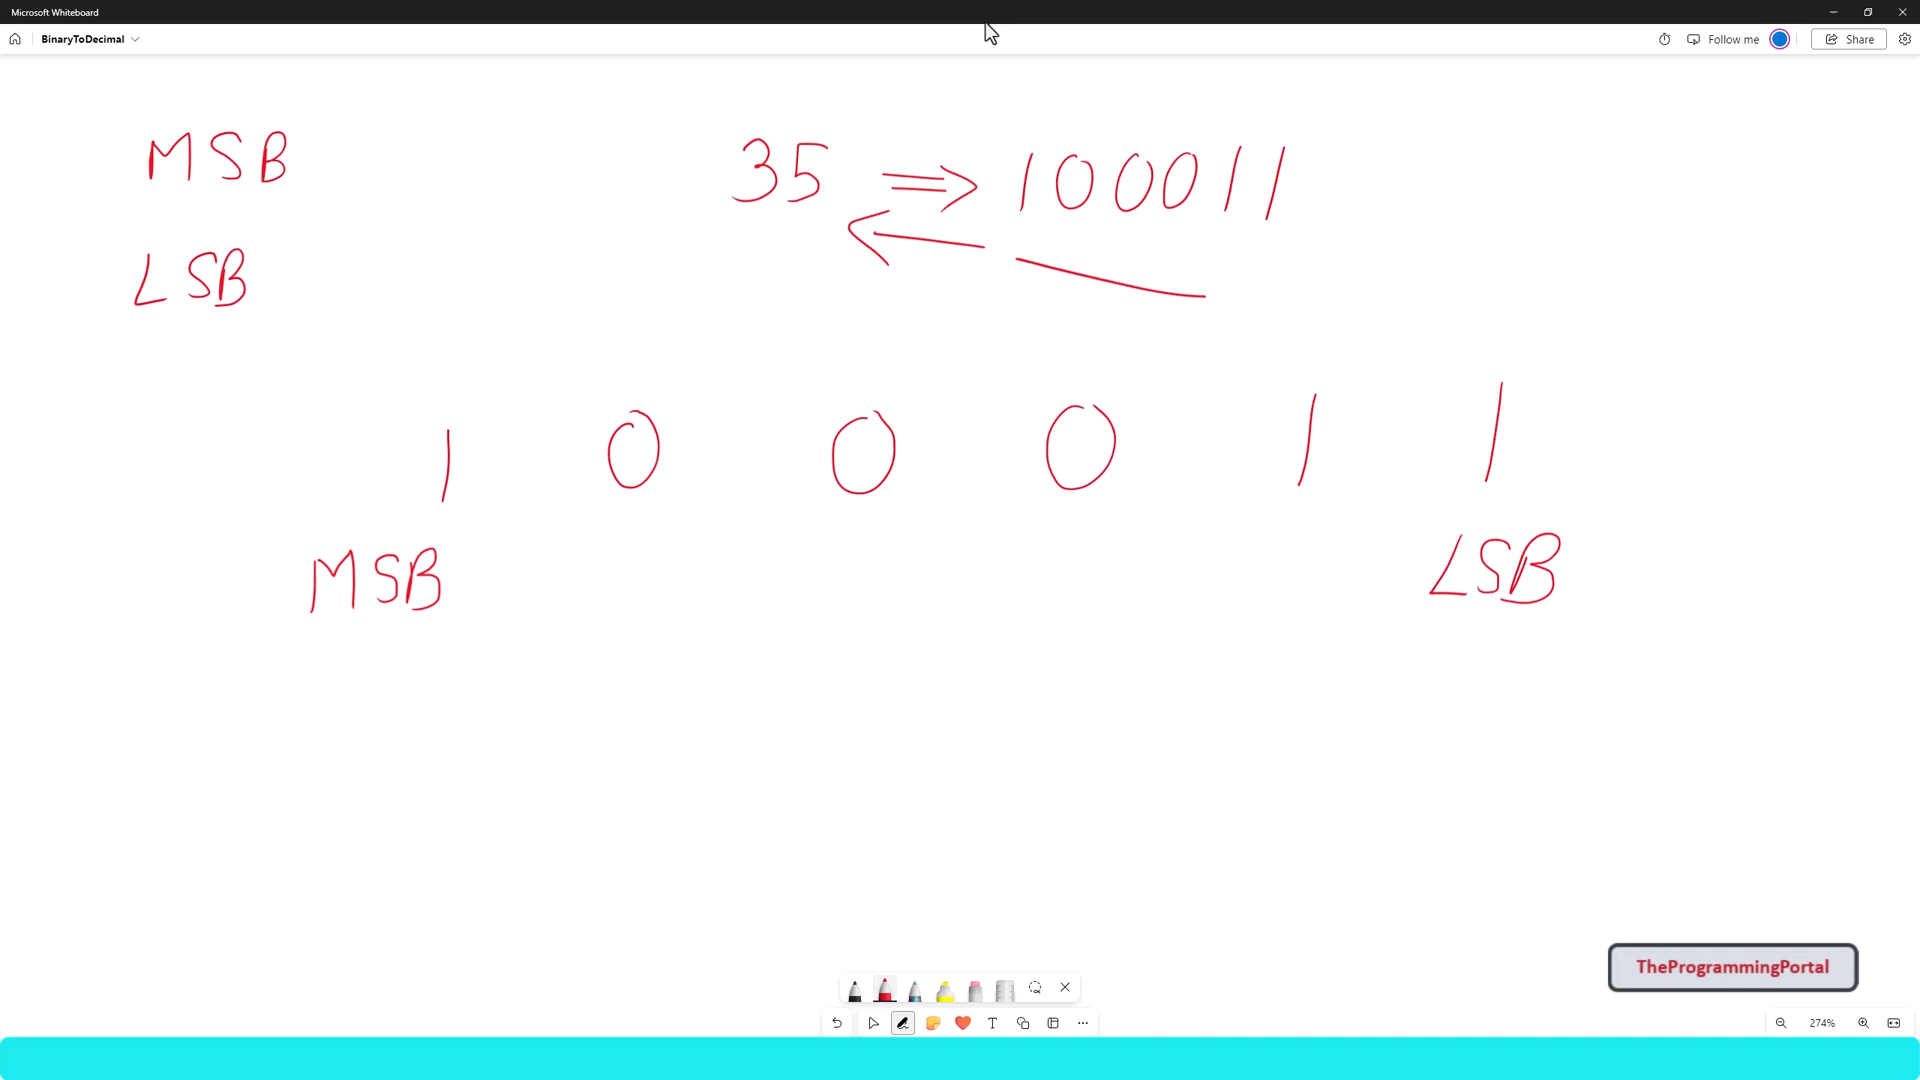 Microsoft Whiteboard
BinaryToDecimal
Follow me
Share
MSB
35 ⇒ 100011
LSB
1 0 0 0 1 1
MSB LSB
TheProgrammingPortal
T
274%